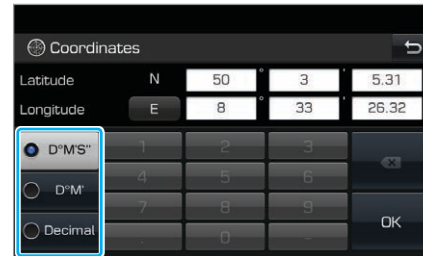 Coordinates
Latitude N 50 ° 3 ' 5.31
Longitude E 8 ° 33 ' 26.32
D°M'S" 1 2 3
D°M' 4 5 6
7 8 9
Decimal . 0 - OK